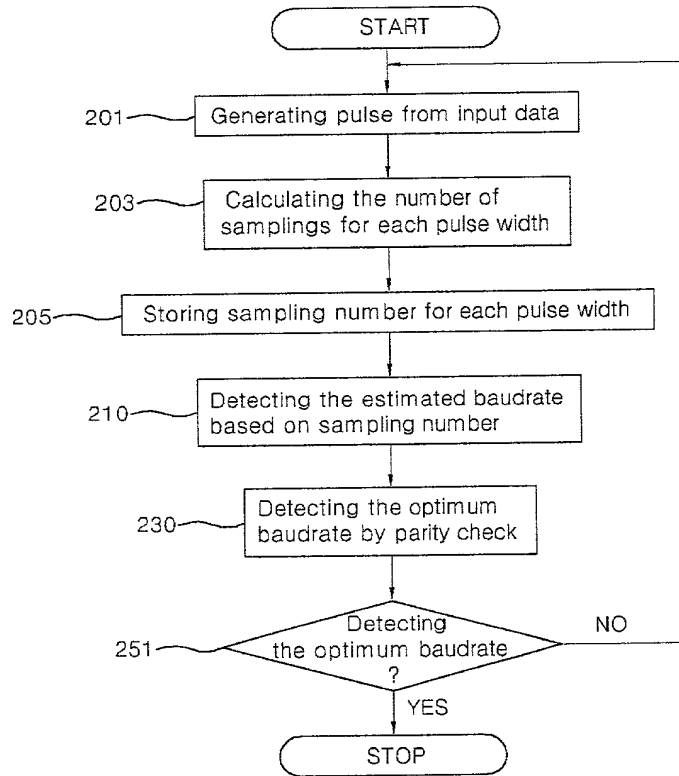 START
201
Generating pulse from input data
203
Calculating the number of
samplings for each pulse width
205
Storing sampling number for each pulse width
210
Detecting the estimated baudrate
based on sampling number
230
Detecting the optimum
baudrate by parity check
251
Detecting
the optimum baudrate
?
NO
YES
STOP